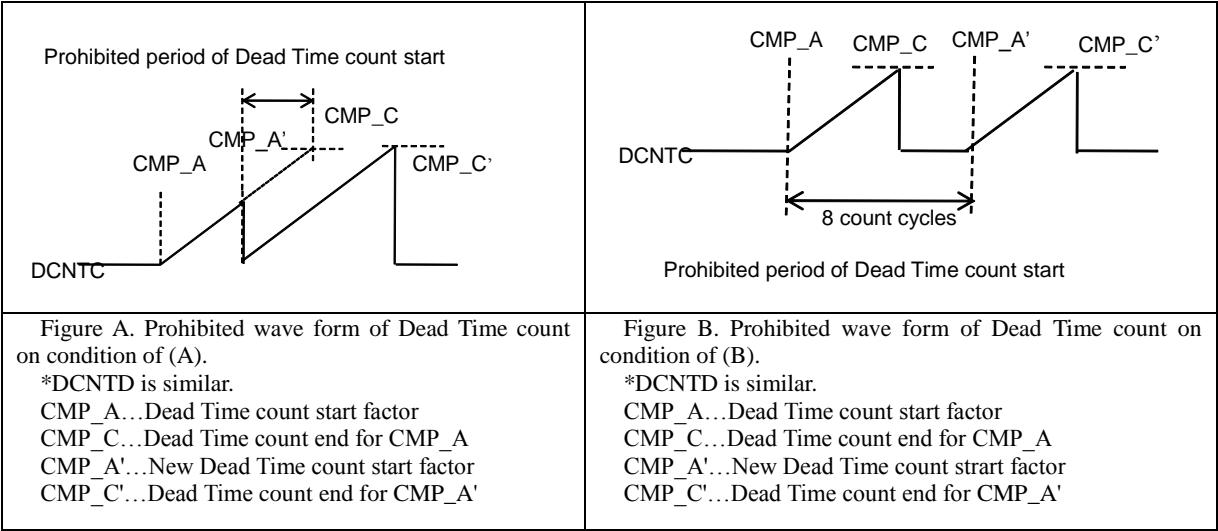 Prohibited period of Dead Time count start
CMP_C
CMP_A'
CMP_A
CMP_C’
DCNTC
Figure A. Prohibited wave form of Dead Time count
on condition of (A).
*DCNTD is similar.
CMP_A…Dead Time count start factor
CMP_C…Dead Time count end for CMP_A
CMP_A'…New Dead Time count start factor
CMP_C'…Dead Time count end for CMP_A'
CMP_A CMP_C CMP_A’ CMP_C’
DCNTC
8 count cycles
Prohibited period of Dead Time count start
Figure B. Prohibited wave form of Dead Time count on
condition of (B).
*DCNTD is similar.
CMP_A…Dead Time count start factor
CMP_C…Dead Time count end for CMP_A
CMP_A'…New Dead Time count strart factor
CMP_C'…Dead Time count end for CMP_A'